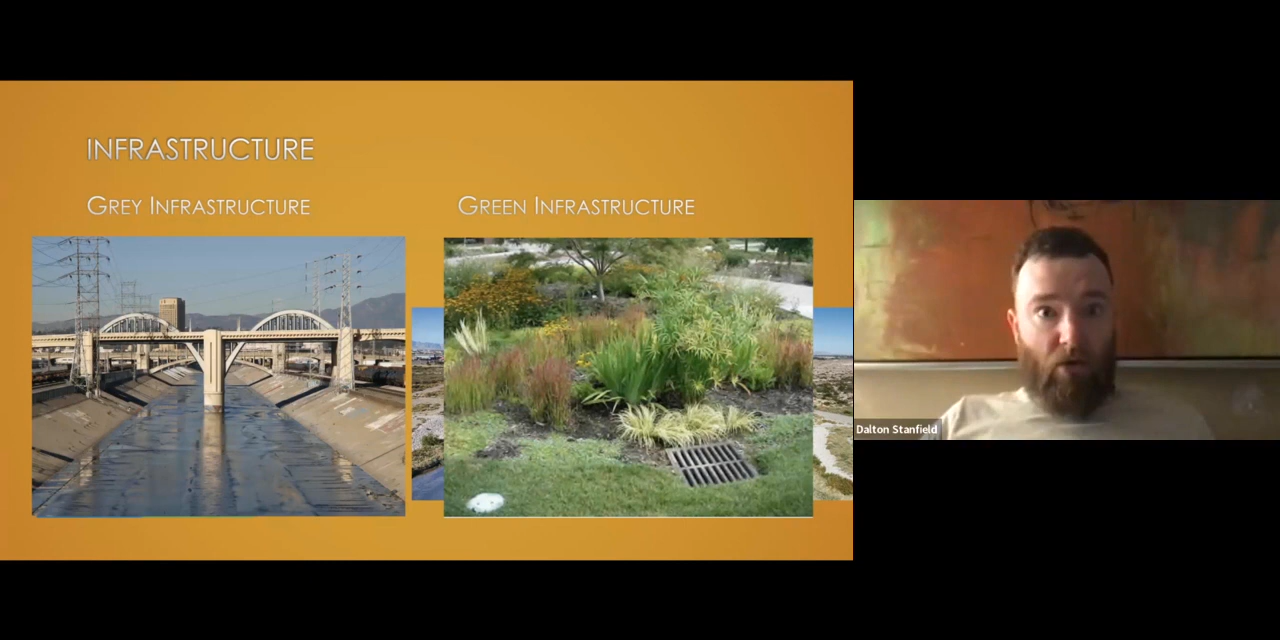 INFRASTRUCTURE
GREY INFRASTRUCTURE
GREEN INFRASTRUCTURE
Dalton Stanfield